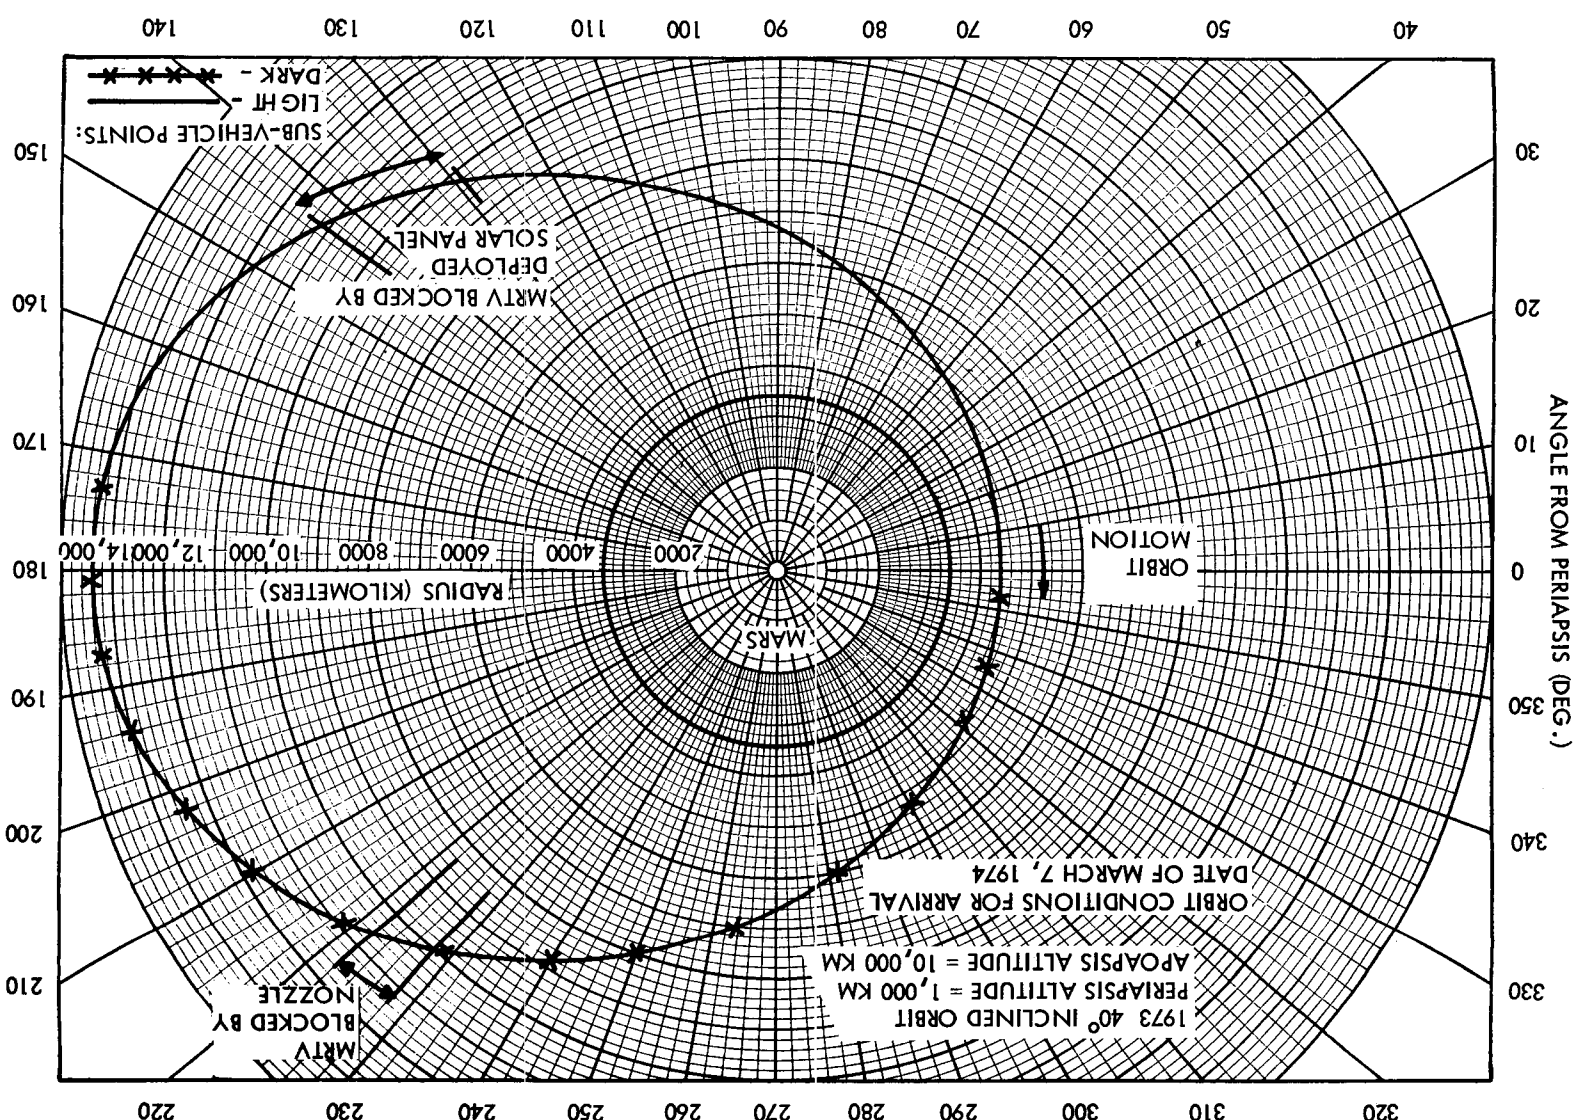 320 310 300 290 280 270 260 250 240 230 220
1973 40° INCLINED ORBIT
PERIAPSIS ALTITUDE = 1,000 KM
APOAPSIS ALTITUDE = 10,000 KM
MRTV
BLOCKED BY
NOZZLE
ORBIT CONDITIONS FOR ARRIVAL
DATE OF MARCH 7, 1974
330
340
350
0
10
20
30
ANGLE FROM PERIAPSIS (DEG.)
210
200
190
180
170
160
150
MARS
ORBIT
MOTION
RADIUS (KILOMETERS)
2000 4000 6000 8000 10,000 12,000 14,000
MRTV BLOCKED BY
DEPLOYED
SOLAR PANEL
SUB-VEHICLE POINTS:
LIGHT -
DARK -
40 50 60 70 80 90 100 110 120 130 140